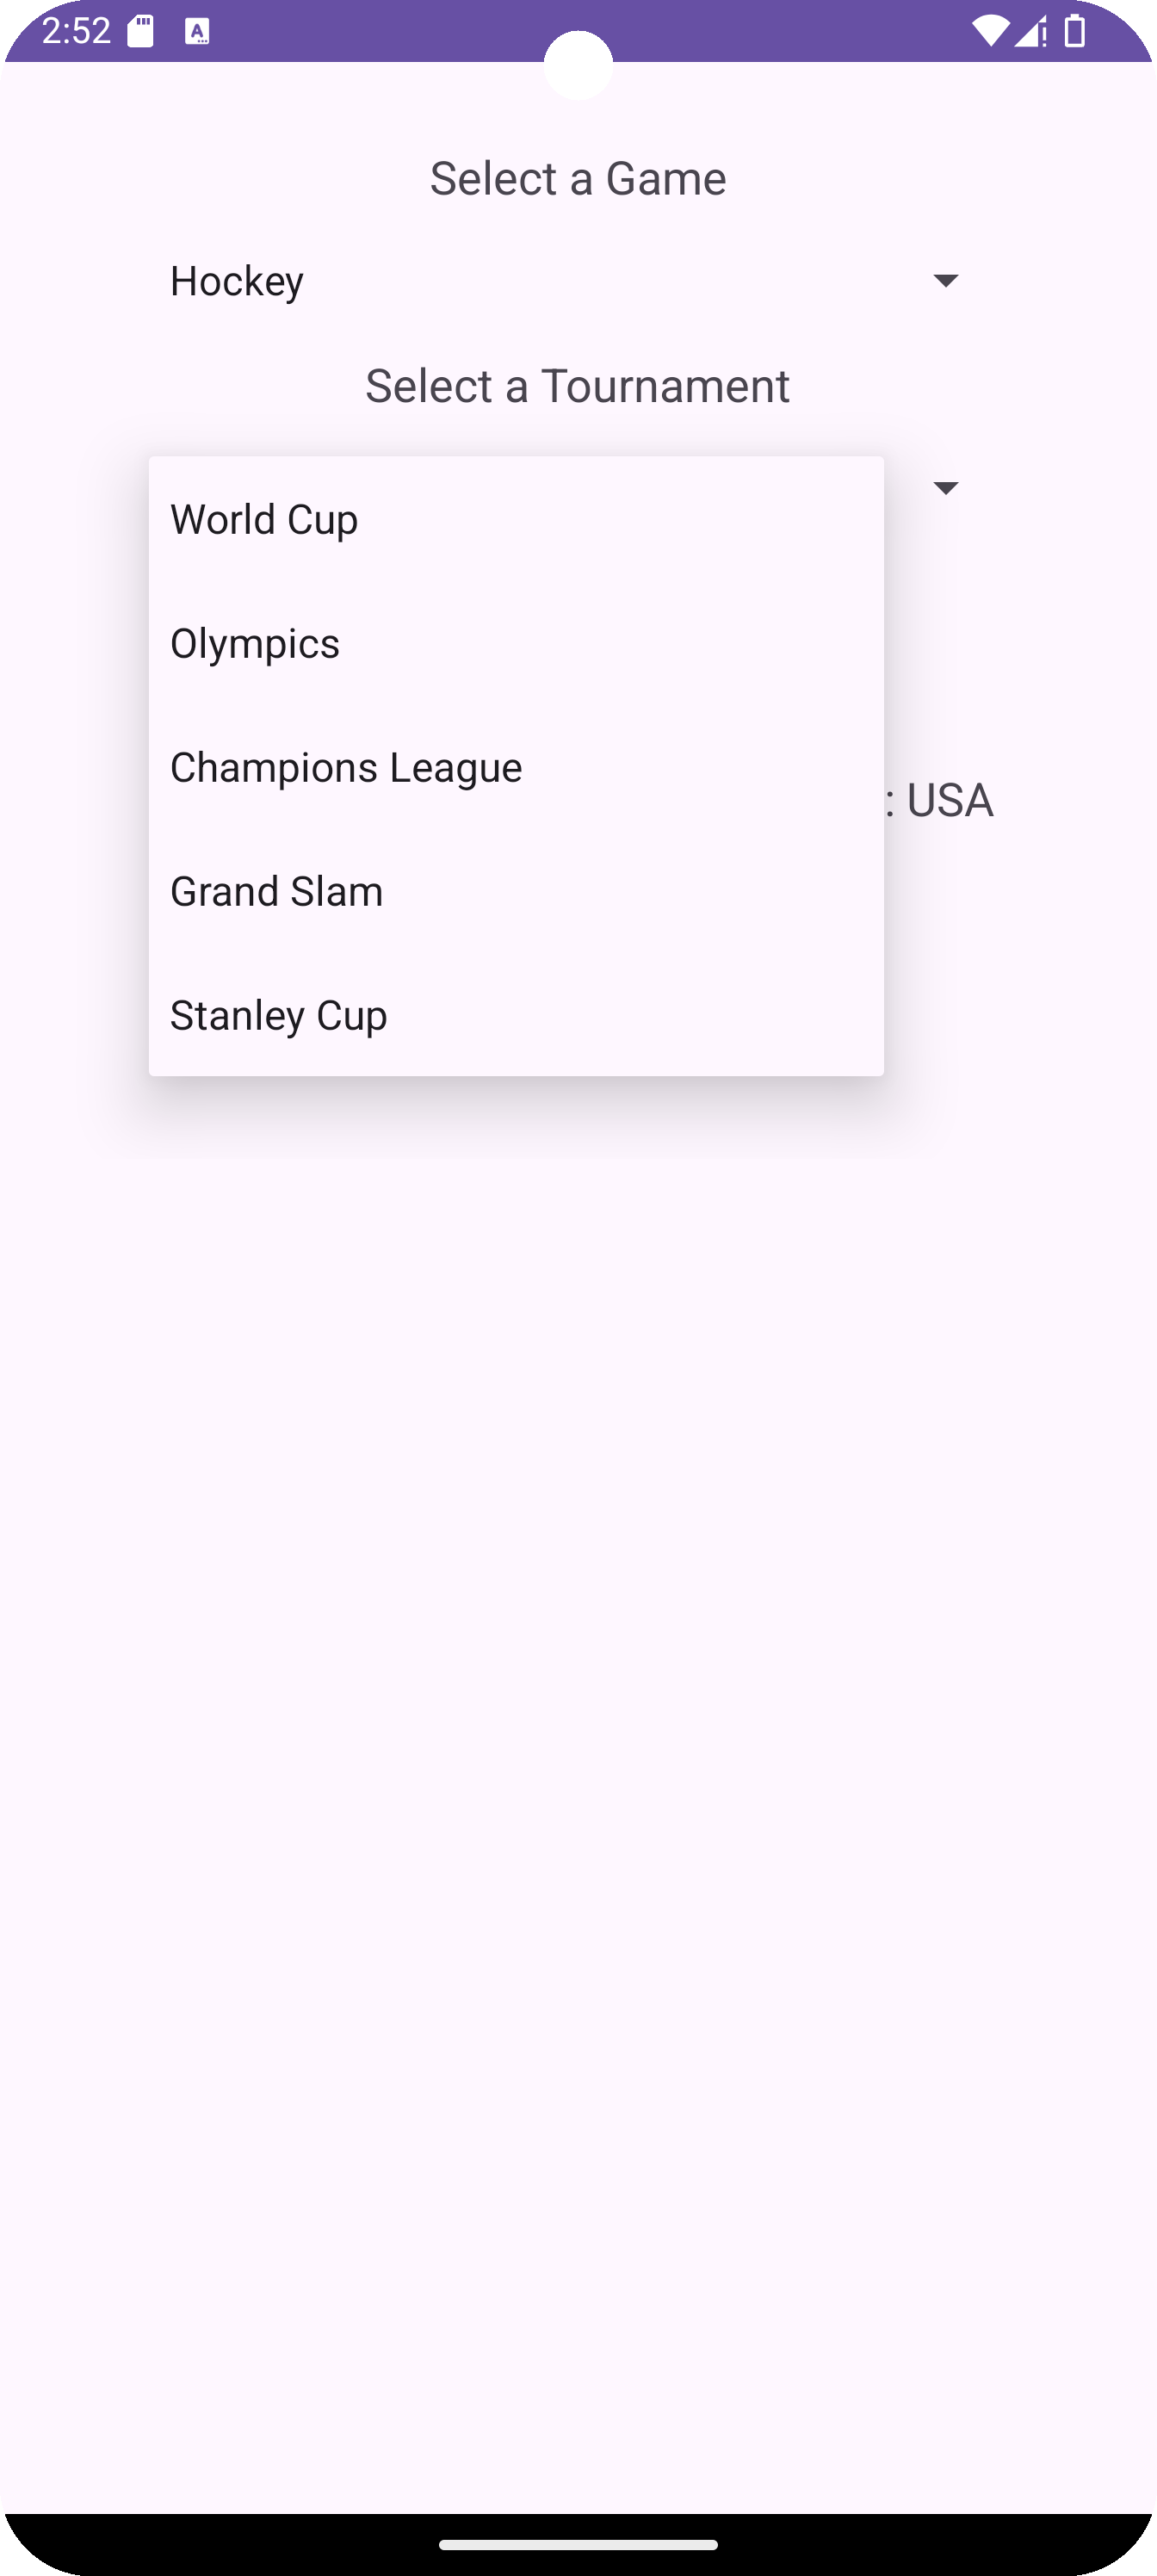 2:52
Select a Game
Hockey
Select a Tournament
World Cup
Olympics
Champions League
: USA
Grand Slam
Stanley Cup